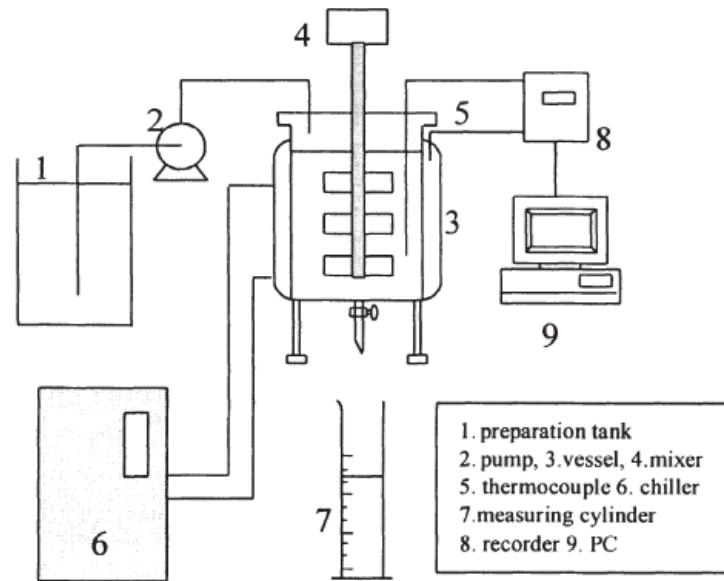 4
2
5
1
8
3
9
6
7
1. preparation tank
2. pump, 3.vessel, 4.mixer
5. thermocouple 6. chiller
7.measuring cylinder
8. recorder 9. PC